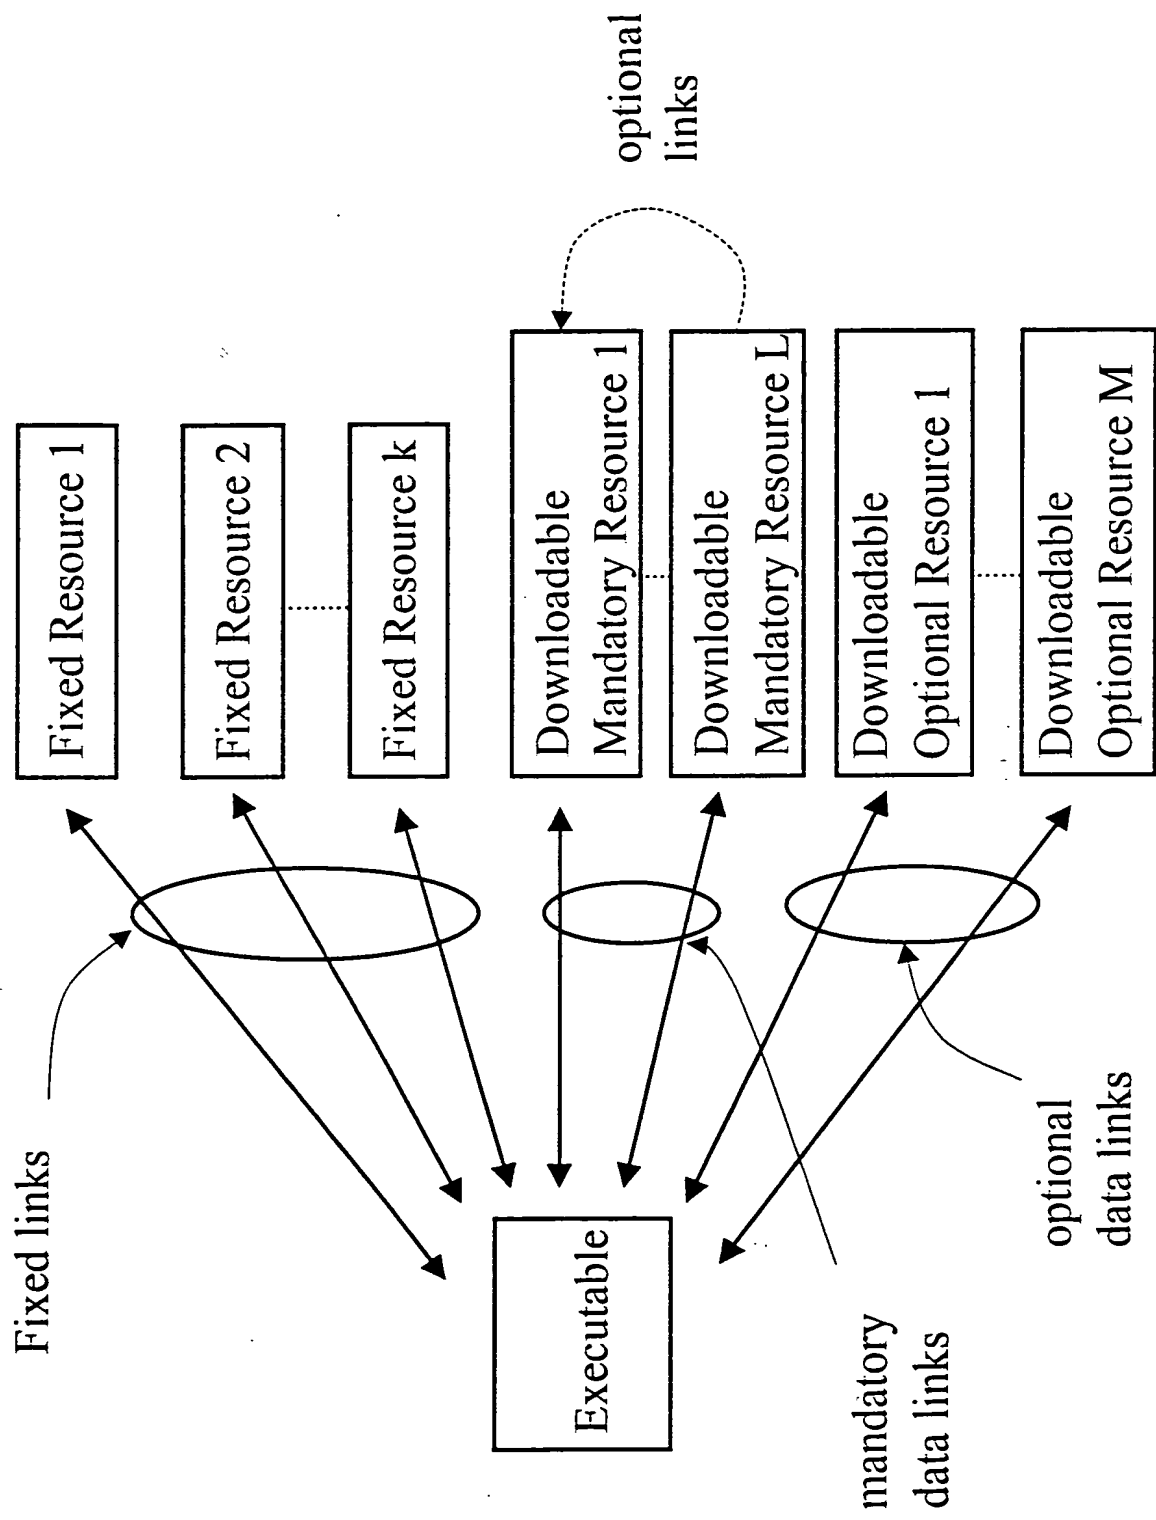 Fixed links
Fixed Resource 1
Fixed Resource 2
Fixed Resource k
Executable
Downloadable
Mandatory Resource 1
Downloadable
Mandatory Resource L
optional
links
Downloadable
Optional Resource 1
Downloadable
Optional Resource M
mandatory
data links
optional
data links